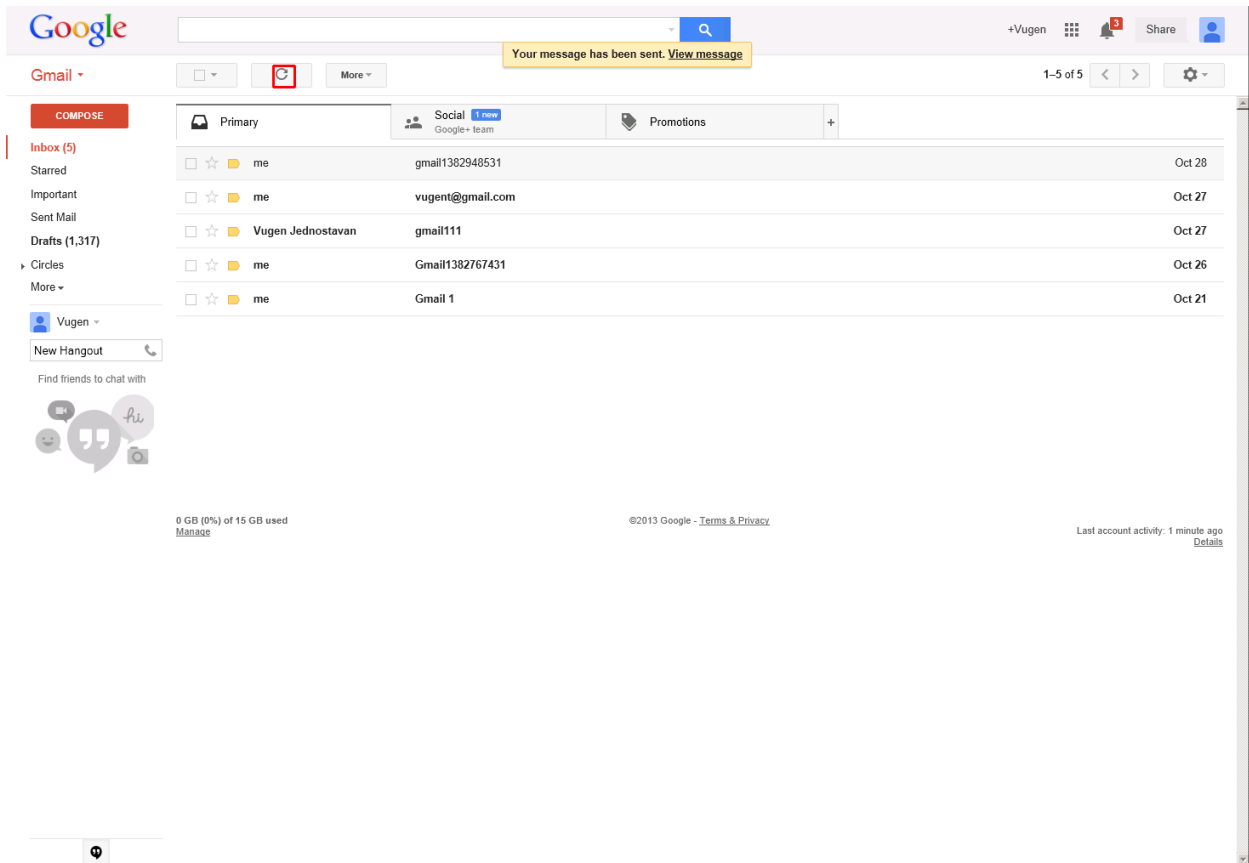 Google
+Vugen 3 Share
Your message has been sent. View message
Gmail More 1–5 of 5
COMPOSE
Inbox (5)
Starred
Important
Sent Mail
Drafts (1,317)
Circles
More
Vugen
New Hangout
Find friends to chat with
hi
Primary Social 1 new Promotions +
Google+ team
me gmail1382948531 Oct 28
me vugent@gmail.com Oct 27
Vugen Jednostavan gmail111 Oct 27
me Gmail1382767431 Oct 26
me Gmail 1 Oct 21
0 GB (0%) of 15 GB used
Manage
©2013 Google - Terms & Privacy
Last account activity: 1 minute ago
Details